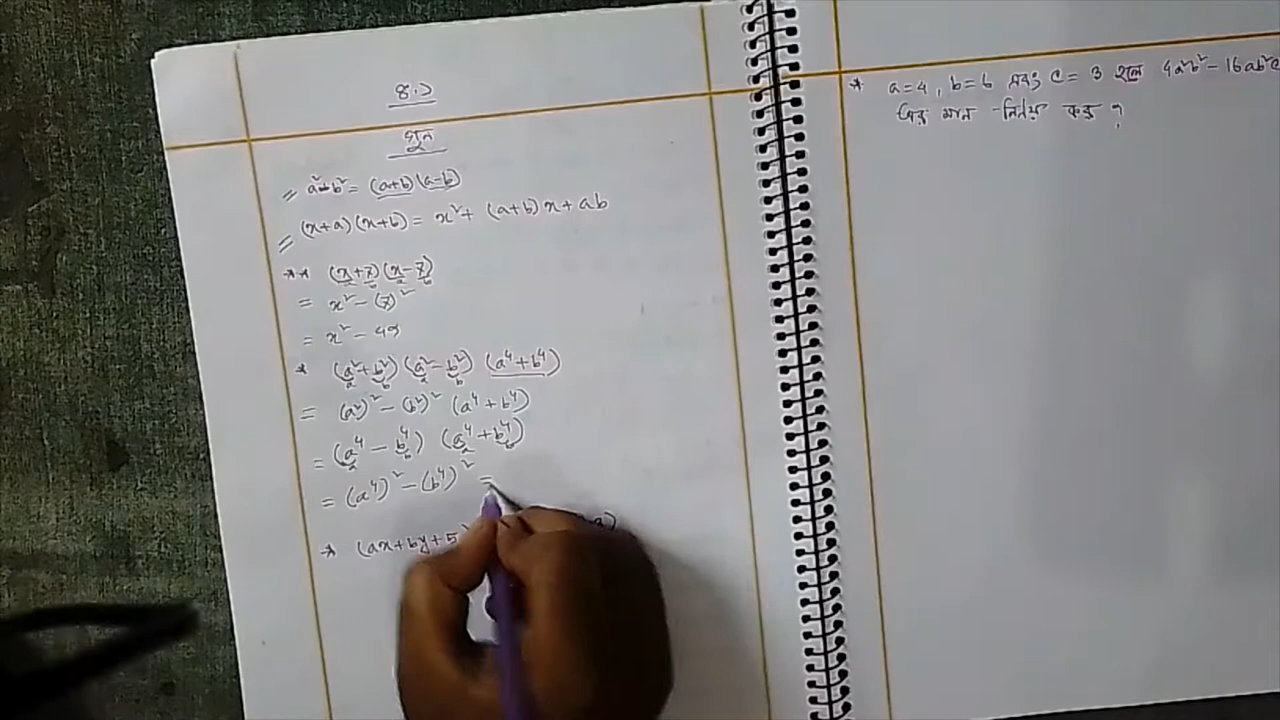 ৪.১
a² - b² = (a+b)(a-b)
(x+a)(x+b) = x² + (a+b)x + ab
** (x+7)(x-7)
= x² - (7)²
= x² - 49
* (a²+b²)(a²-b²) (a⁴+b⁴)
= (a²)² - (b²)² (a⁴+b⁴)
= (a⁴ - b⁴) (a⁴+b⁴)
= (a⁴)² - (b⁴)² =
* (ax+by+5)
* a=4, b=6 এবং c=3 হলে 4a²b² - 16ab²c
এর মান নির্ণয় কর ?